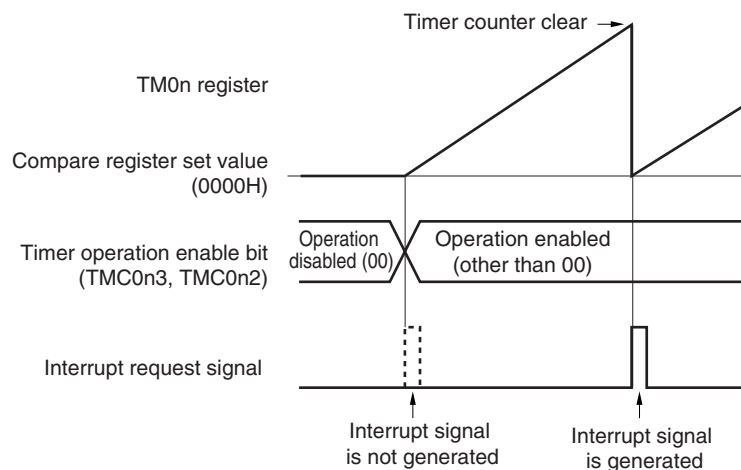 Timer counter clear
TM0n register
Compare register set value
(0000H)
Timer operation enable bit
(TMC0n3, TMC0n2)
Operation
disabled (00)
Operation enabled
(other than 00)
Interrupt request signal
Interrupt signal
is not generated
Interrupt signal
is generated